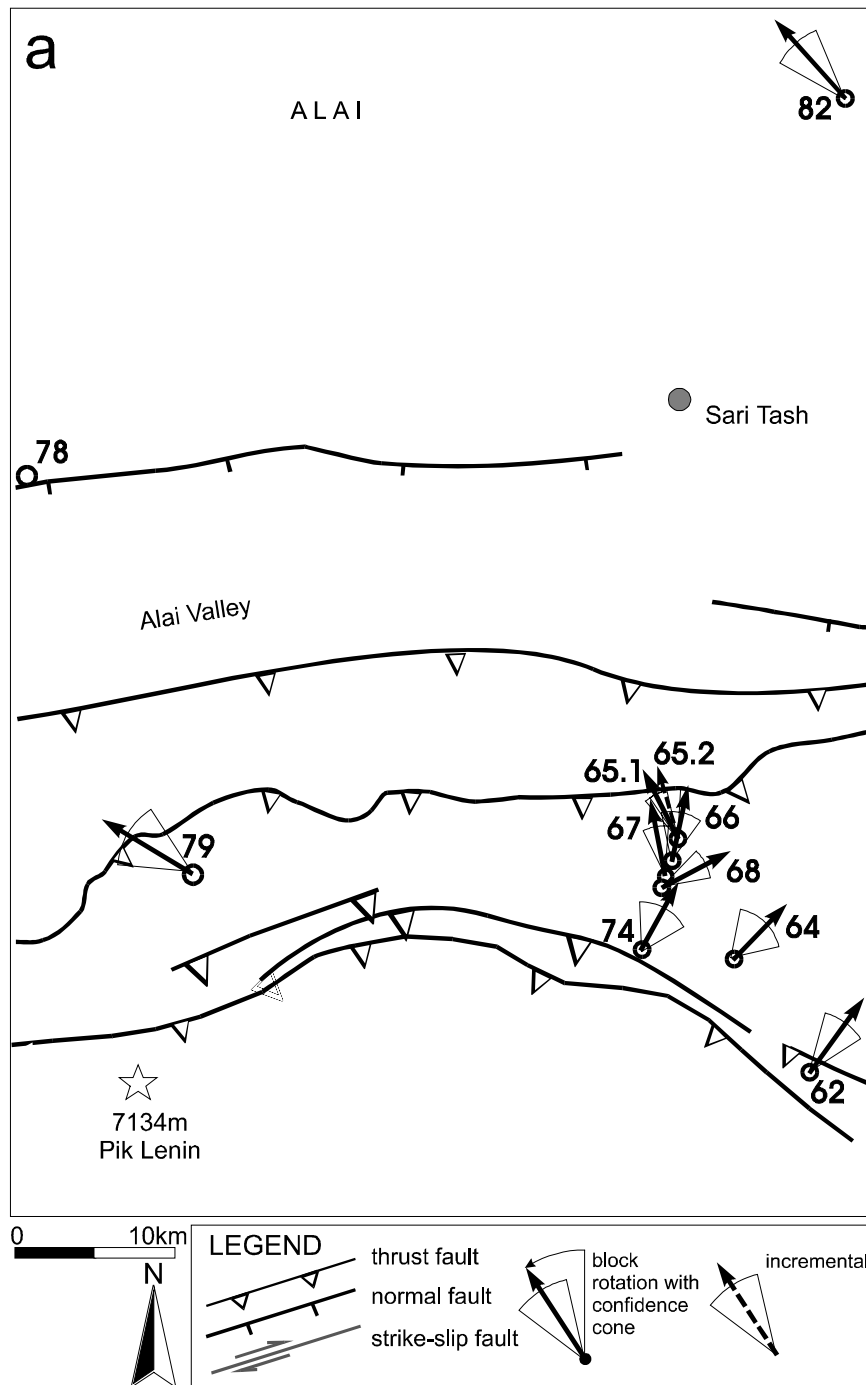 a
82
A L A I
Sari Tash
78
Alai Valley
65.2
65.1
67
66
79
68
74
64
62
7134m
Pik Lenin
0 10km
N
LEGEND
thrust fault
normal fault
strike-slip fault
block
rotation with
confidence
cone
incremental